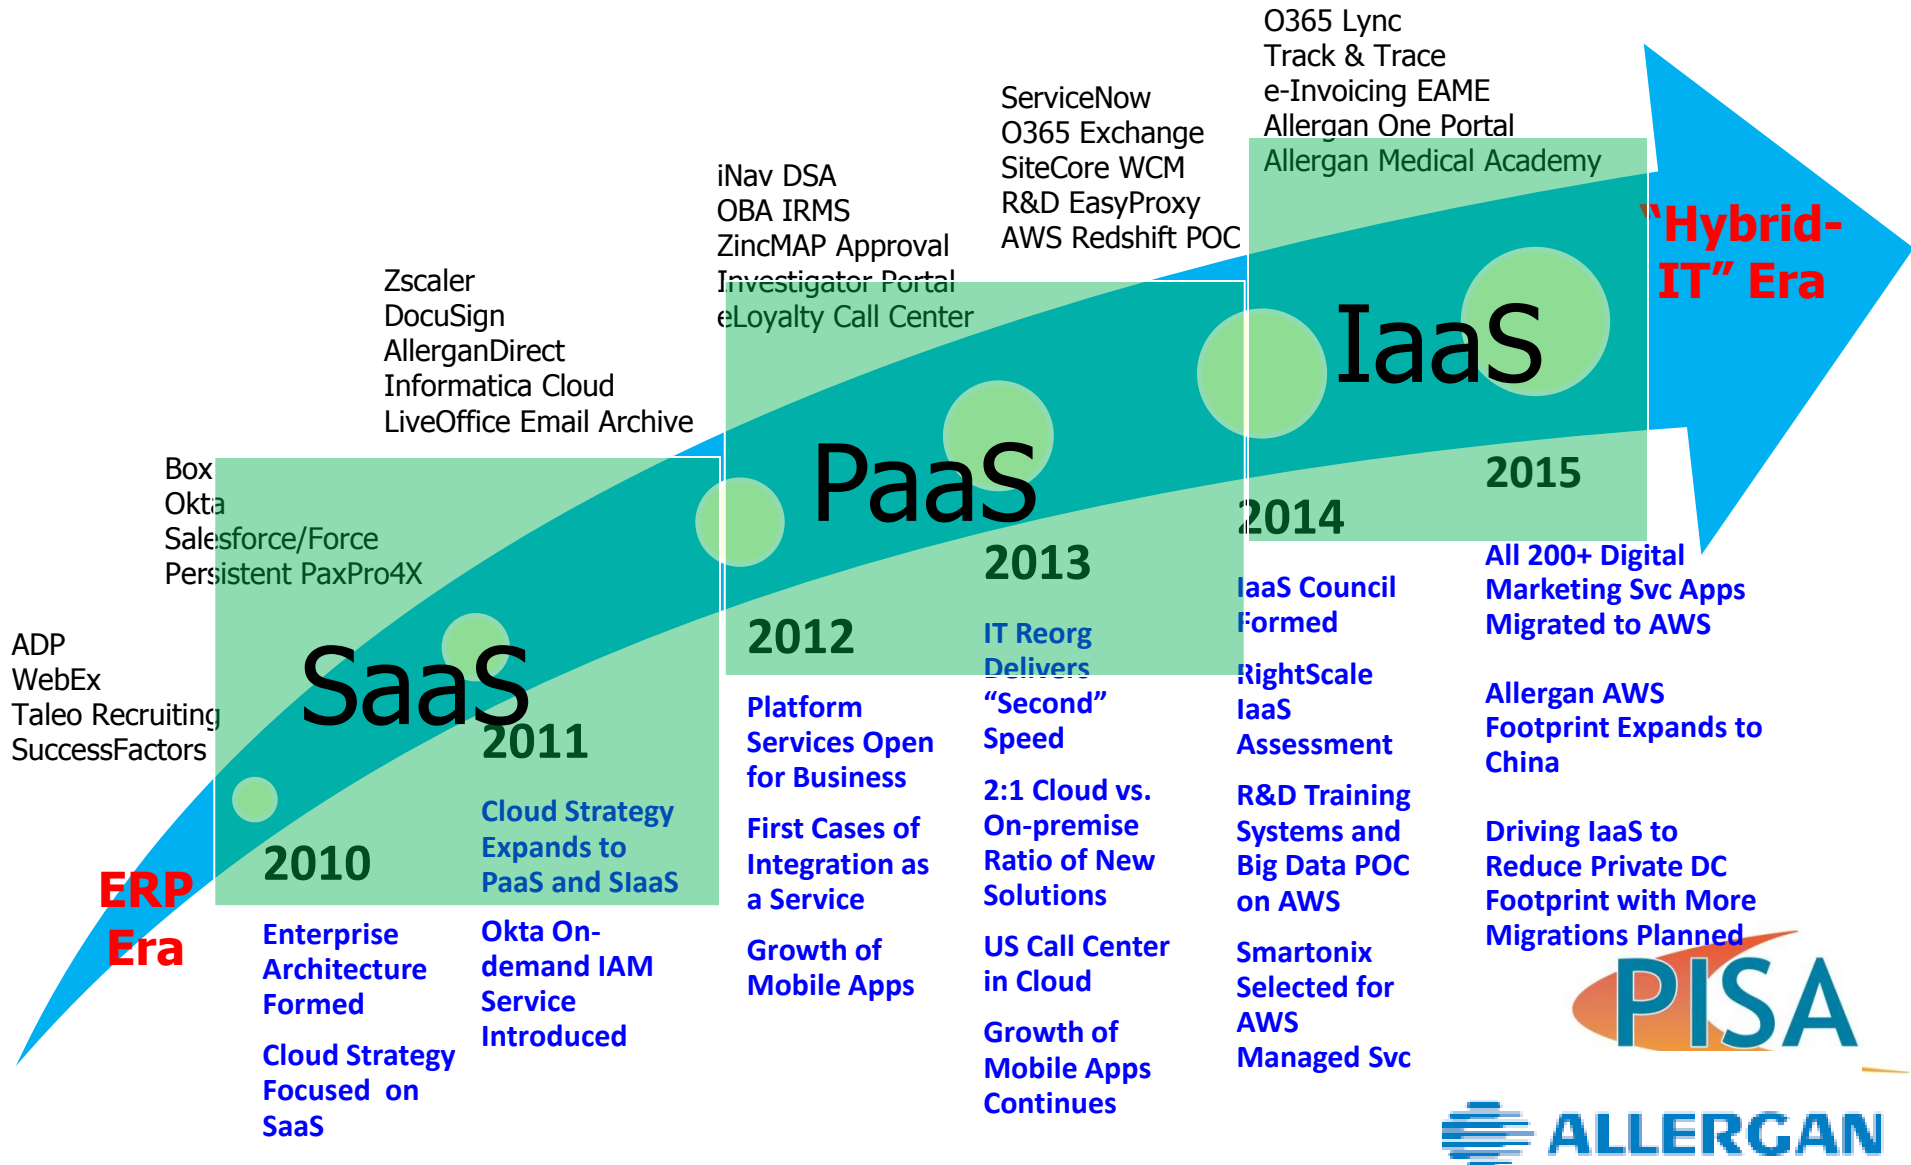 O365 Lync
Track & Trace
e-Invoicing EAME
Allergan One Portal
Allergan Medical Academy
ServiceNow
O365 Exchange
SiteCore WCM
R&D EasyProxy
AWS Redshift POC
iNav DSA
OBA IRMS
ZincMAP Approval
Investigator Portal
eLoyalty Call Center
Zscaler
DocuSign
AllerganDirect
Informatica Cloud
LiveOffice Email Archive
Box
Okta
Salesforce/Force
Persistent PaxPro4X
ADP
WebEx
Taleo Recruiting
SuccessFactors
"Hybrid-
IT" Era
IaaS
PaaS
SaaS
ERP
Era
2010
Enterprise
Architecture
Formed
Cloud Strategy
Focused on
SaaS
2011
Cloud Strategy
Expands to
PaaS and SIaaS
Okta On-
demand IAM
Service
Introduced
2012
Platform
Services Open
for Business
First Cases of
Integration as
a Service
Growth of
Mobile Apps
2013
IT Reorg
Delivers
“Second”
Speed
2:1 Cloud vs.
On-premise
Ratio of New
Solutions
US Call Center
in Cloud
Growth of
Mobile Apps
Continues
2014
IaaS Council
Formed
RightScale
IaaS
Assessment
R&D Training
Systems and
Big Data POC
on AWS
Smartonix
Selected for
AWS
Managed Svc
2015
All 200+ Digital
Marketing Svc Apps
Migrated to AWS
Allergan AWS
Footprint Expands to
China
Driving IaaS to
Reduce Private DC
Footprint with More
Migrations Planned
PISA
ALLERGAN